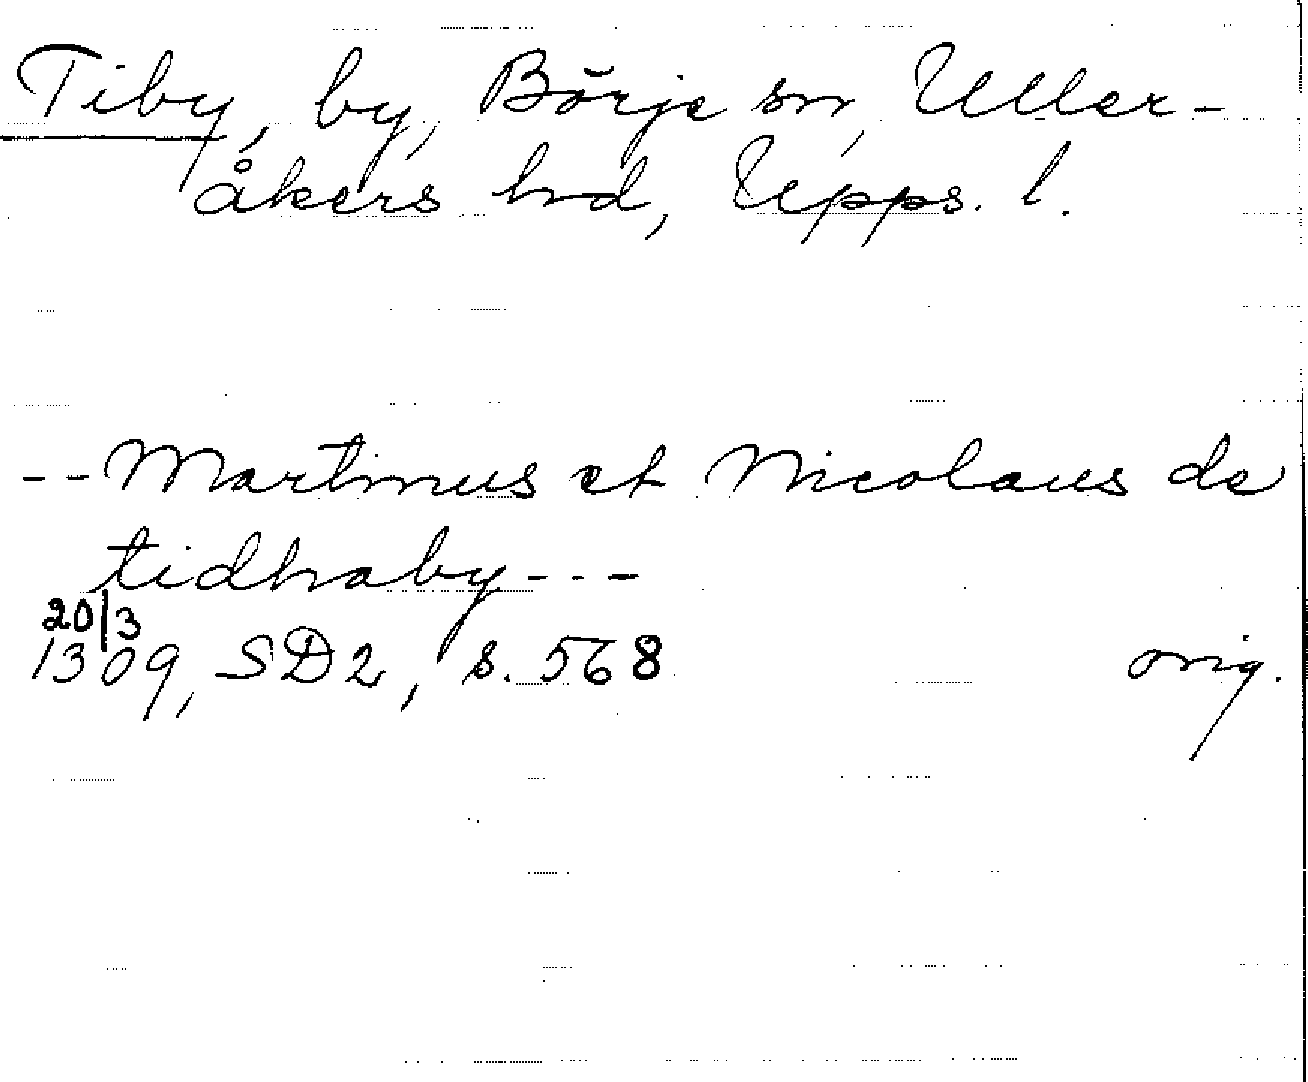 Tiby, by, Börje sn, Uller-
åkers hd, Upps. l.
-- Martinus et Nicolaus de
tidhaby ---
20/3
1309, SD2, s. 568 orig.